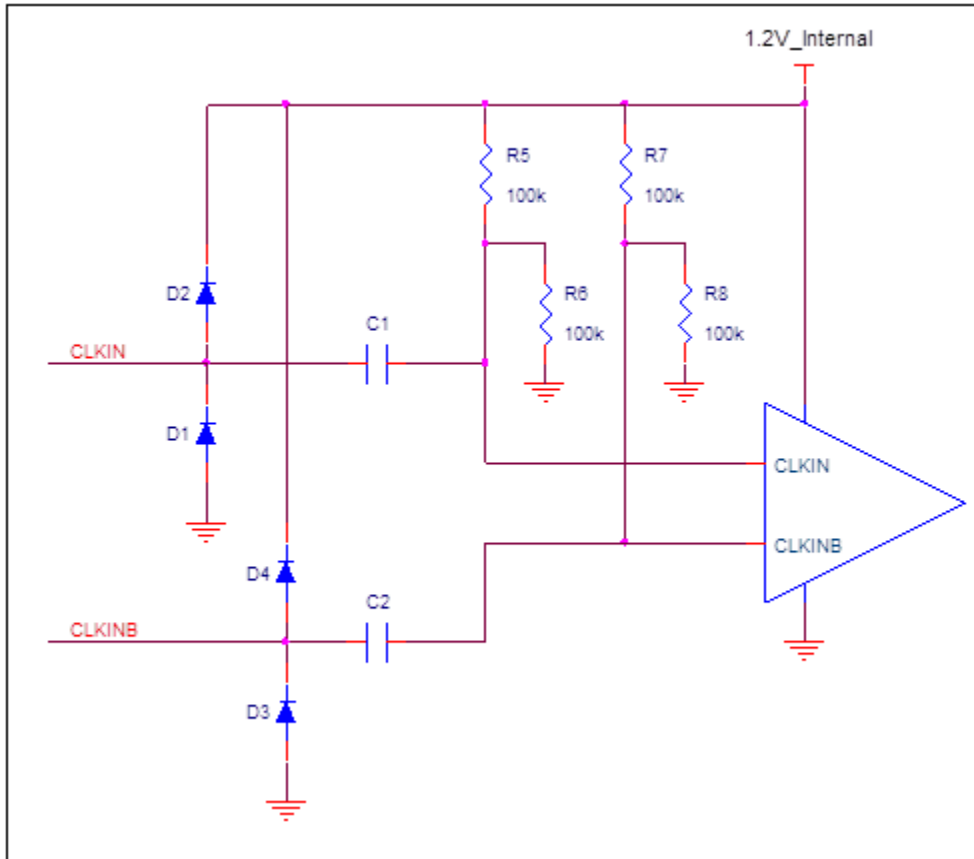 1.2V_Internal
R5
100k
R7
100k
D2
R6
100k
R8
100k
C1
CLKIN
D1
CLKIN
CLKINB
D4
C2
CLKINB
D3